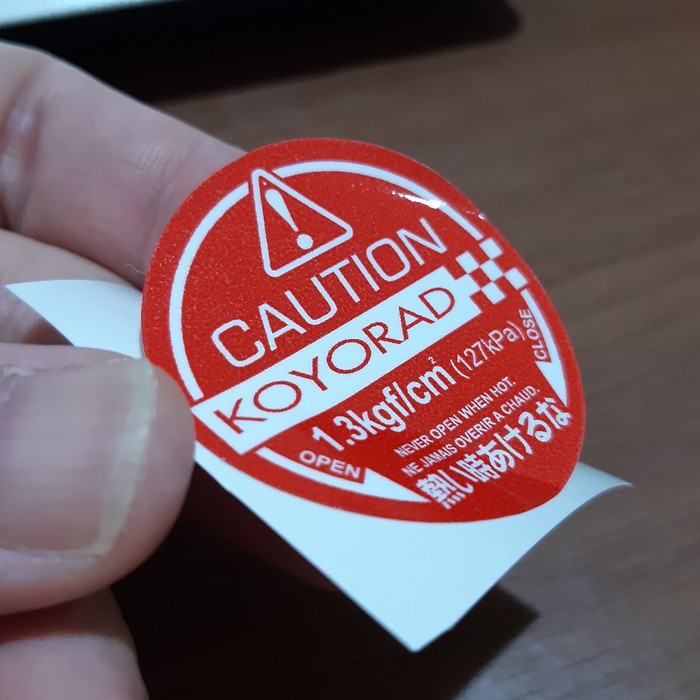 CAUTION
KOYORAD
1.3kgf/cm² (127kPa)
NEVER OPEN WHEN HOT.
NE JAMAIS OVERIR A CHAUD.
熱い時あけるな
OPEN
CLOSE